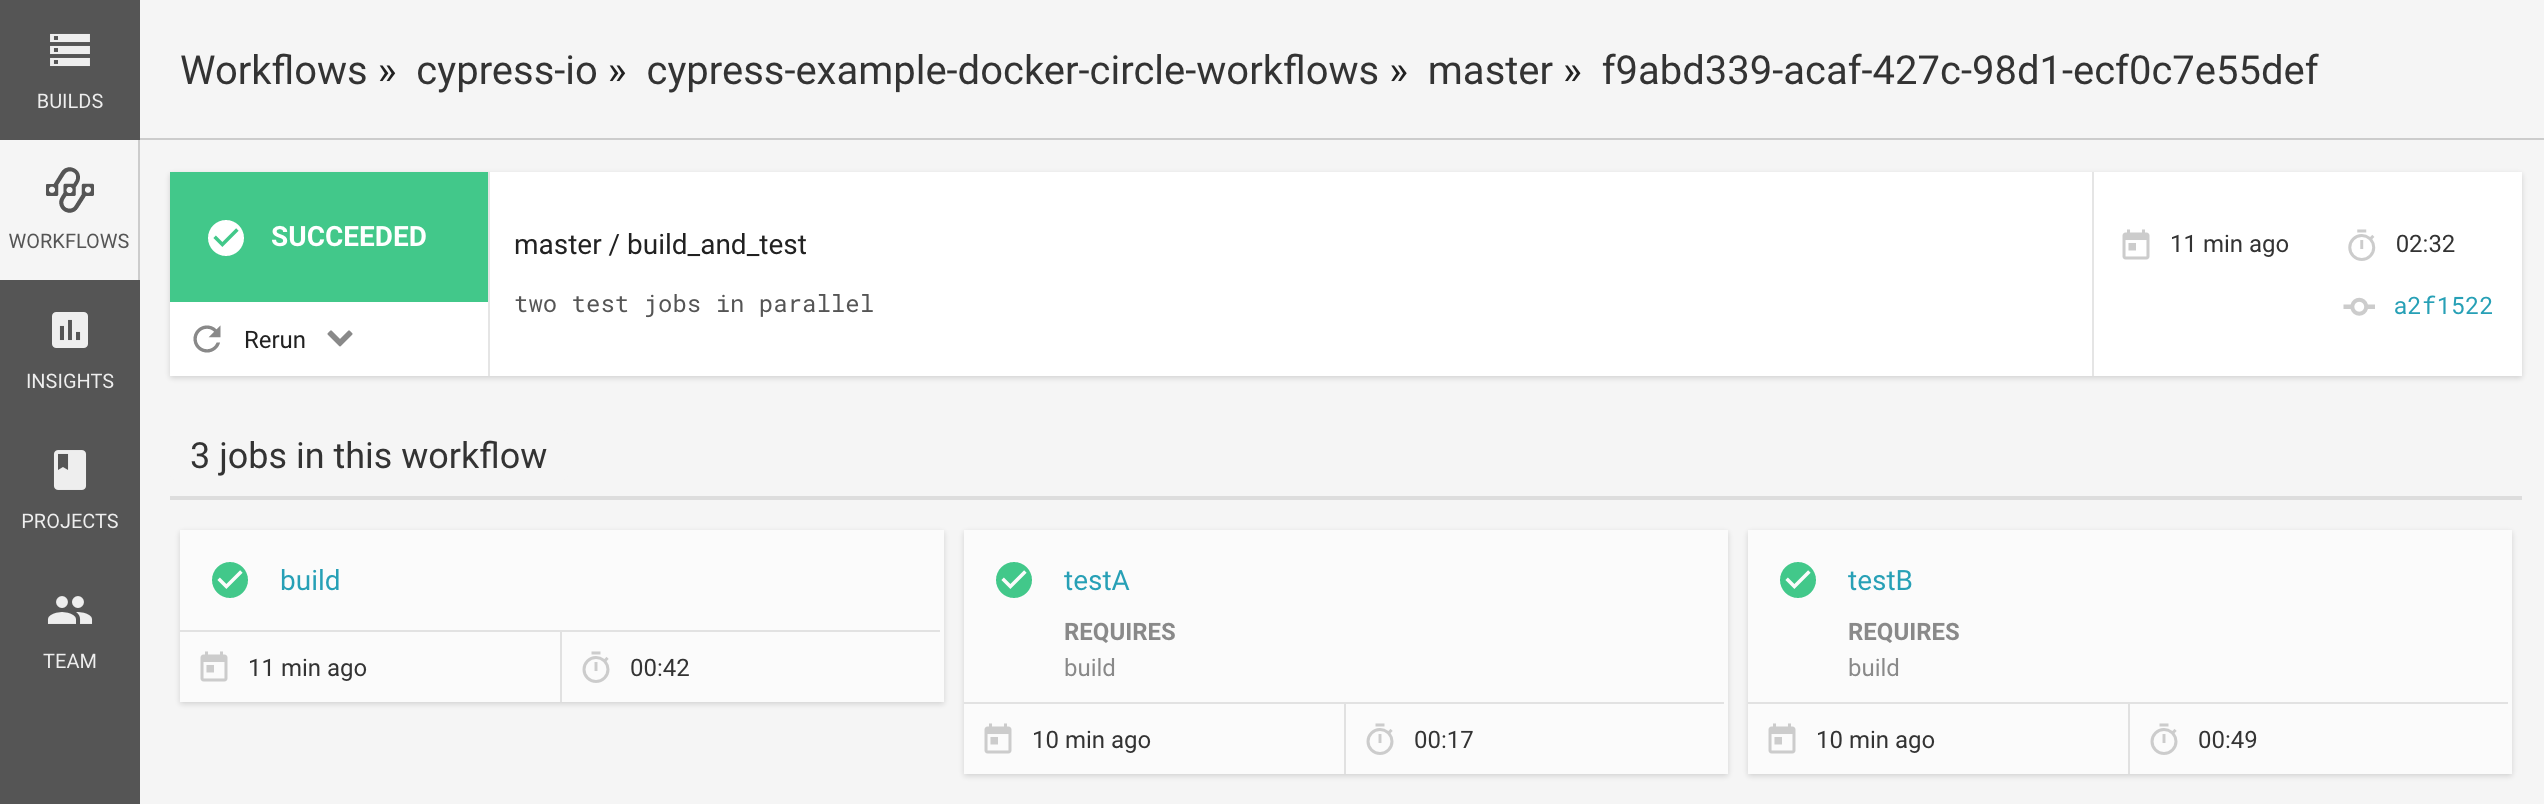 BUILDS
WORKFLOWS
INSIGHTS
PROJECTS
TEAM
Workflows » cypress-io » cypress-example-docker-circle-workflows » master » f9abd339-acaf-427c-98d1-ecf0c7e55def
SUCCEEDED
Rerun
master / build_and_test
two test jobs in parallel
11 min ago 02:32
a2f1522
3 jobs in this workflow
build
11 min ago 00:42
testA
REQUIRES
build
10 min ago 00:17
testB
REQUIRES
build
10 min ago 00:49